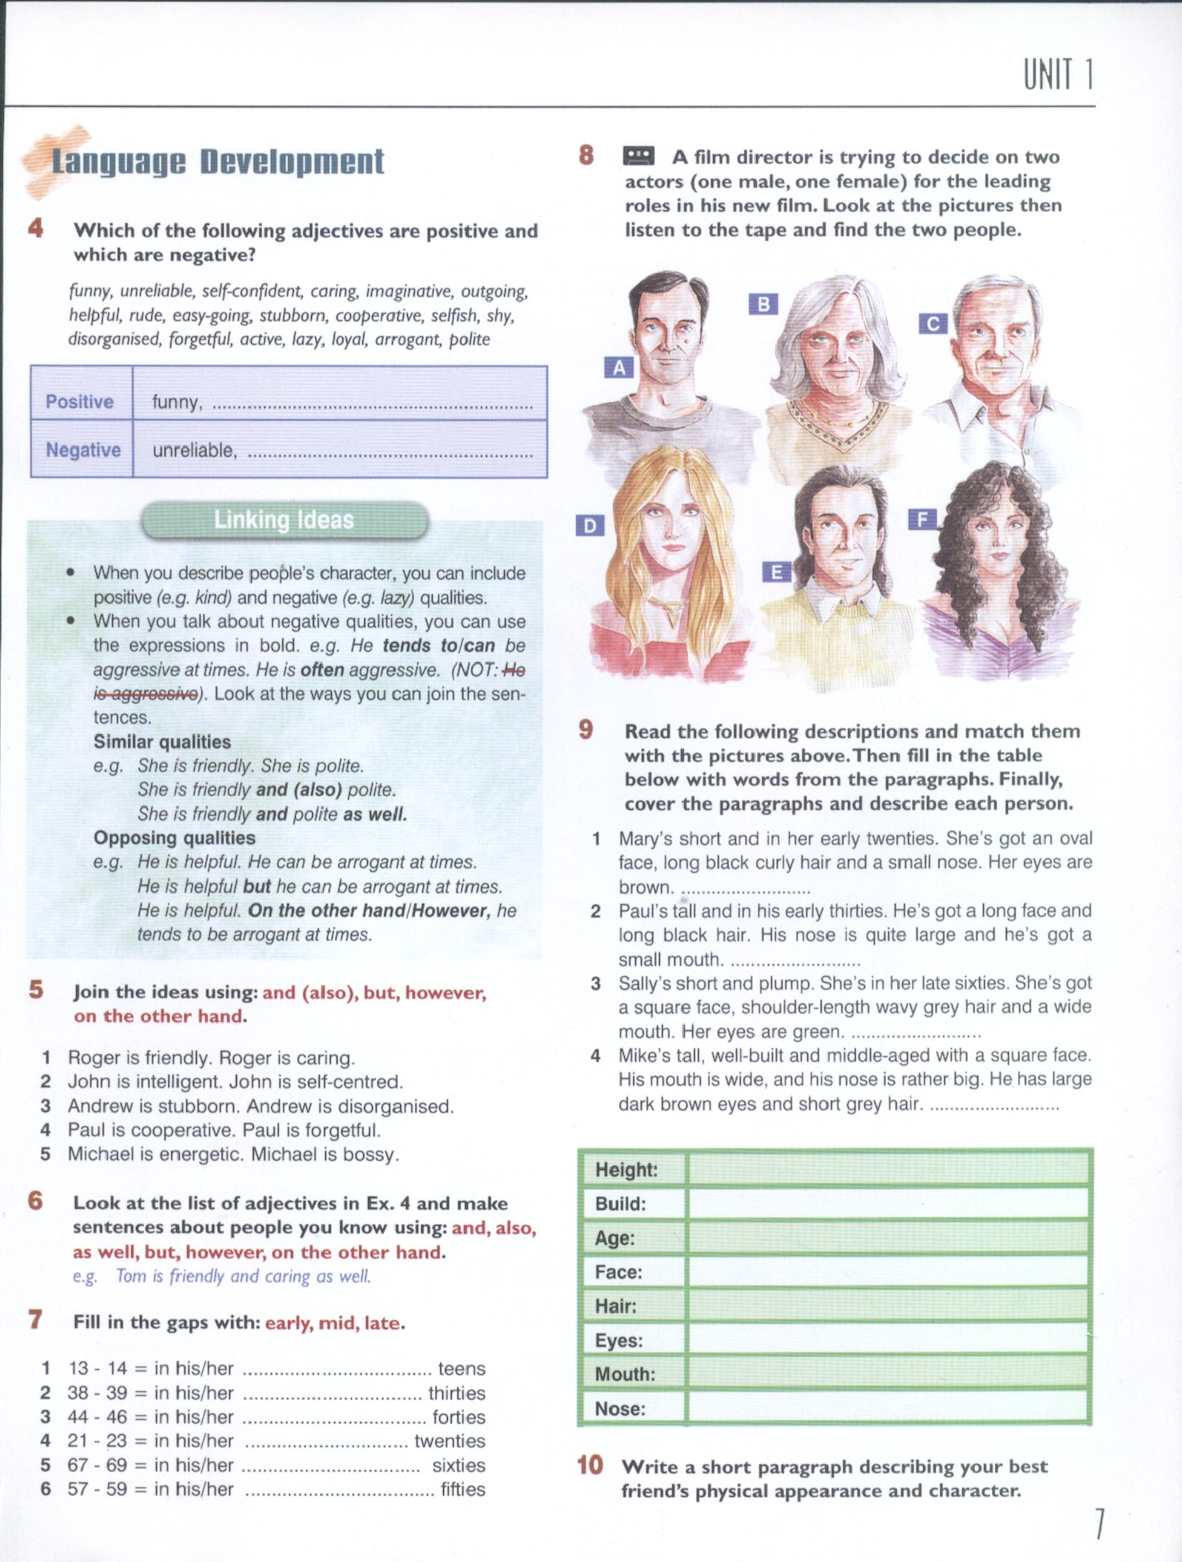 UNIT 1
Language Development
4 Which of the following adjectives are positive and
which are negative?
funny, unreliable, self-confident, caring, imaginative, outgoing,
helpful, rude, easy-going, stubborn, cooperative, selfish, shy,
disorganised, forgetful, active, lazy, loyal, arrogant, polite
Positive funny, ................................................................
Negative unreliable, .........................................................
Linking Ideas
• When you describe people's character, you can include
positive (e.g. kind) and negative (e.g. lazy) qualities.
• When you talk about negative qualities, you can use
the expressions in bold. e.g. He tends to/can be
aggressive at times. He is often aggressive. (NOT: He
is aggressive). Look at the ways you can join the sen-
tences.
Similar qualities
e.g. She is friendly. She is polite.
She is friendly and (also) polite.
She is friendly and polite as well.
Opposing qualities
e.g. He is helpful. He can be arrogant at times.
He is helpful but he can be arrogant at times.
He is helpful. On the other hand/However, he
tends to be arrogant at times.
5 Join the ideas using: and (also), but, however,
on the other hand.
1 Roger is friendly. Roger is caring.
2 John is intelligent. John is self-centred.
3 Andrew is stubborn. Andrew is disorganised.
4 Paul is cooperative. Paul is forgetful.
5 Michael is energetic. Michael is bossy.
6 Look at the list of adjectives in Ex. 4 and make
sentences about people you know using: and, also,
as well, but, however, on the other hand.
e.g. Tom is friendly and caring as well.
7 Fill in the gaps with: early, mid, late.
1 13 - 14 = in his/her ...................................... teens
2 38 - 39 = in his/her .................................... thirties
3 44 - 46 = in his/her ..................................... forties
4 21 - 23 = in his/her ................................. twenties
5 67 - 69 = in his/her .................................... sixties
6 57 - 59 = in his/her ...................................... fifties
8 A film director is trying to decide on two
actors (one male, one female) for the leading
roles in his new film. Look at the pictures then
listen to the tape and find the two people.
A
B
C
D
E
F
9 Read the following descriptions and match them
with the pictures above. Then fill in the table
below with words from the paragraphs. Finally,
cover the paragraphs and describe each person.
1 Mary's short and in her early twenties. She's got an oval
face, long black curly hair and a small nose. Her eyes are
brown. ..........................
2 Paul's tall and in his early thirties. He's got a long face and
long black hair. His nose is quite large and he's got a
small mouth. ..........................
3 Sally's short and plump. She's in her late sixties. She's got
a square face, shoulder-length wavy grey hair and a wide
mouth. Her eyes are green. ..........................
4 Mike's tall, well-built and middle-aged with a square face.
His mouth is wide, and his nose is rather big. He has large
dark brown eyes and short grey hair. ..........................
Height:
Build:
Age:
Face:
Hair:
Eyes:
Mouth:
Nose:
10 Write a short paragraph describing your best
friend's physical appearance and character.
7